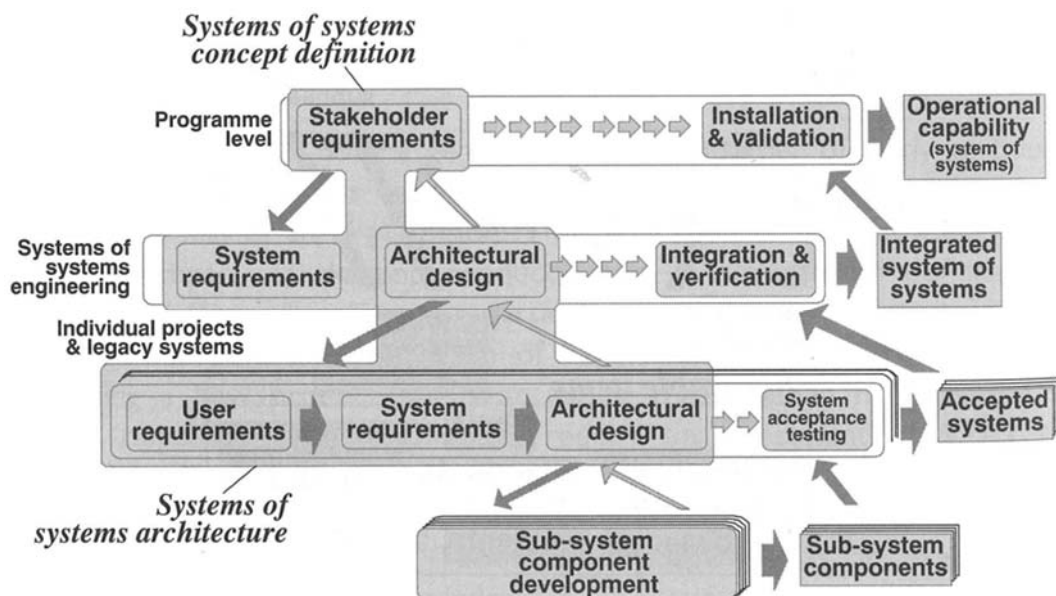 Systems of systems
concept definition
Programme
level
Stakeholder
requirements
Installation
& validation
Operational
capability
(system of
systems)
Systems of
systems
engineering
System
requirements
Architectural
design
Integration &
verification
Integrated
system of
systems
Individual projects
& legacy systems
User
requirements
System
requirements
Architectural
design
System
acceptance
testing
Accepted
systems
Systems of
systems architecture
Sub-system
component
development
Sub-system
components